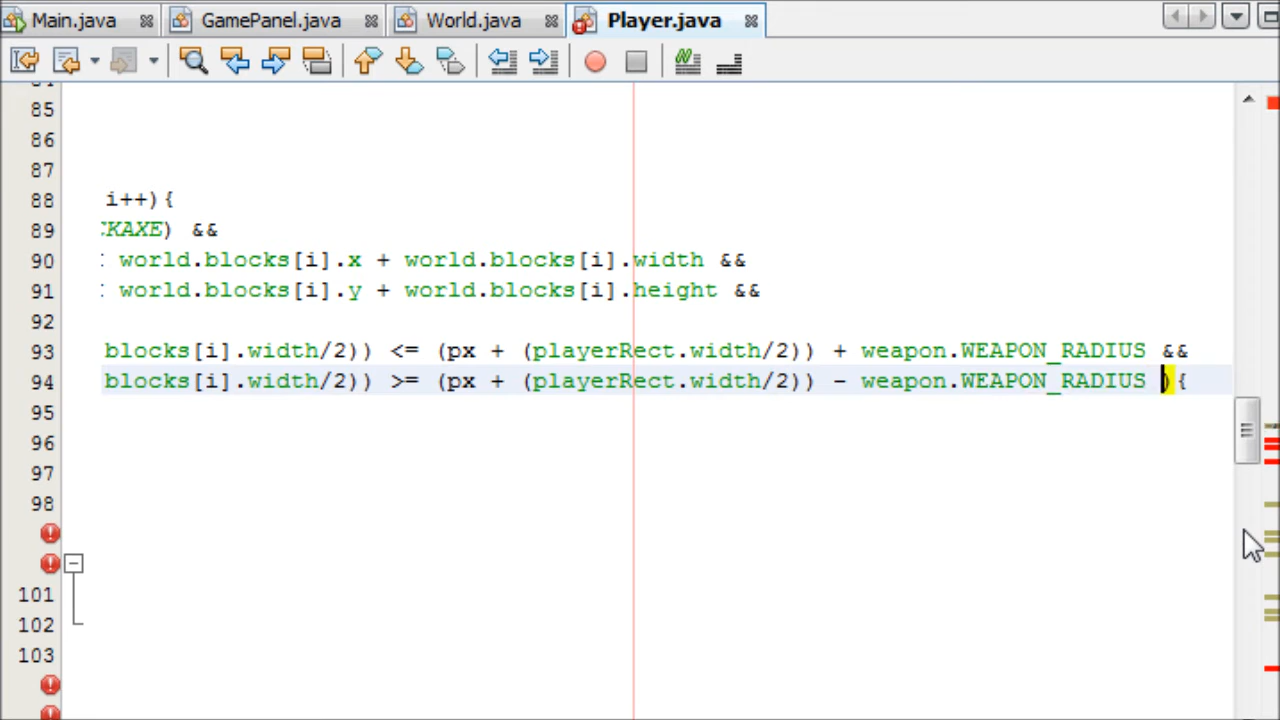 Main.java GamePanel.java World.java Player.java
85
86
87
88 i++){
89 CKAXE) &&
90 world.blocks[i].x + world.blocks[i].width &&
91 world.blocks[i].y + world.blocks[i].height &&
92
93 blocks[i].width/2)) <= (px + (playerRect.width/2)) + weapon.WEAPON_RADIUS &&
94 blocks[i].width/2)) >= (px + (playerRect.width/2)) - weapon.WEAPON_RADIUS ){
95
96
97
98
101
102
103